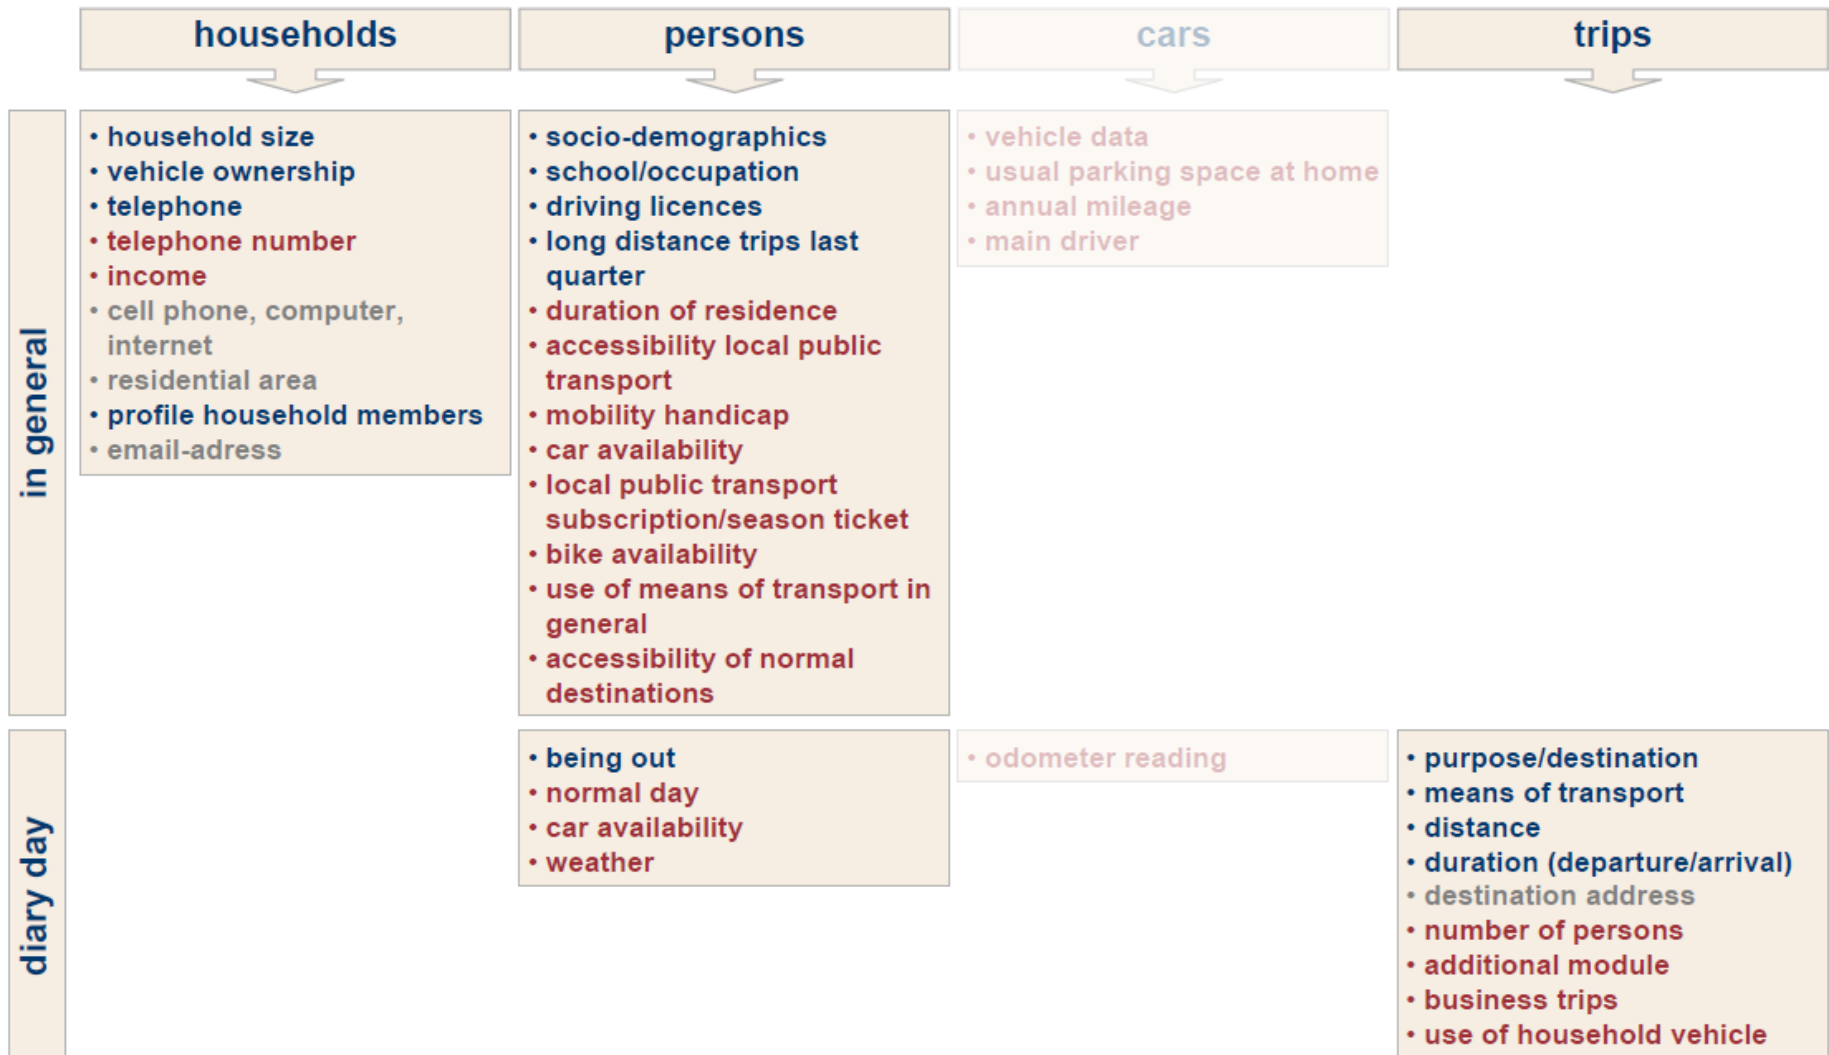 households
persons
cars
trips
in general
• household size
• vehicle ownership
• telephone
• telephone number
• income
• cell phone, computer,
internet
• residential area
• profile household members
• email-adress
• socio-demographics
• school/occupation
• driving licences
• long distance trips last
quarter
• duration of residence
• accessibility local public
transport
• mobility handicap
• car availability
• local public transport
subscription/season ticket
• bike availability
• use of means of transport in
general
• accessibility of normal
destinations
• vehicle data
• usual parking space at home
• annual mileage
• main driver
diary day
• being out
• normal day
• car availability
• weather
• odometer reading
• purpose/destination
• means of transport
• distance
• duration (departure/arrival)
• destination address
• number of persons
• additional module
• business trips
• use of household vehicle